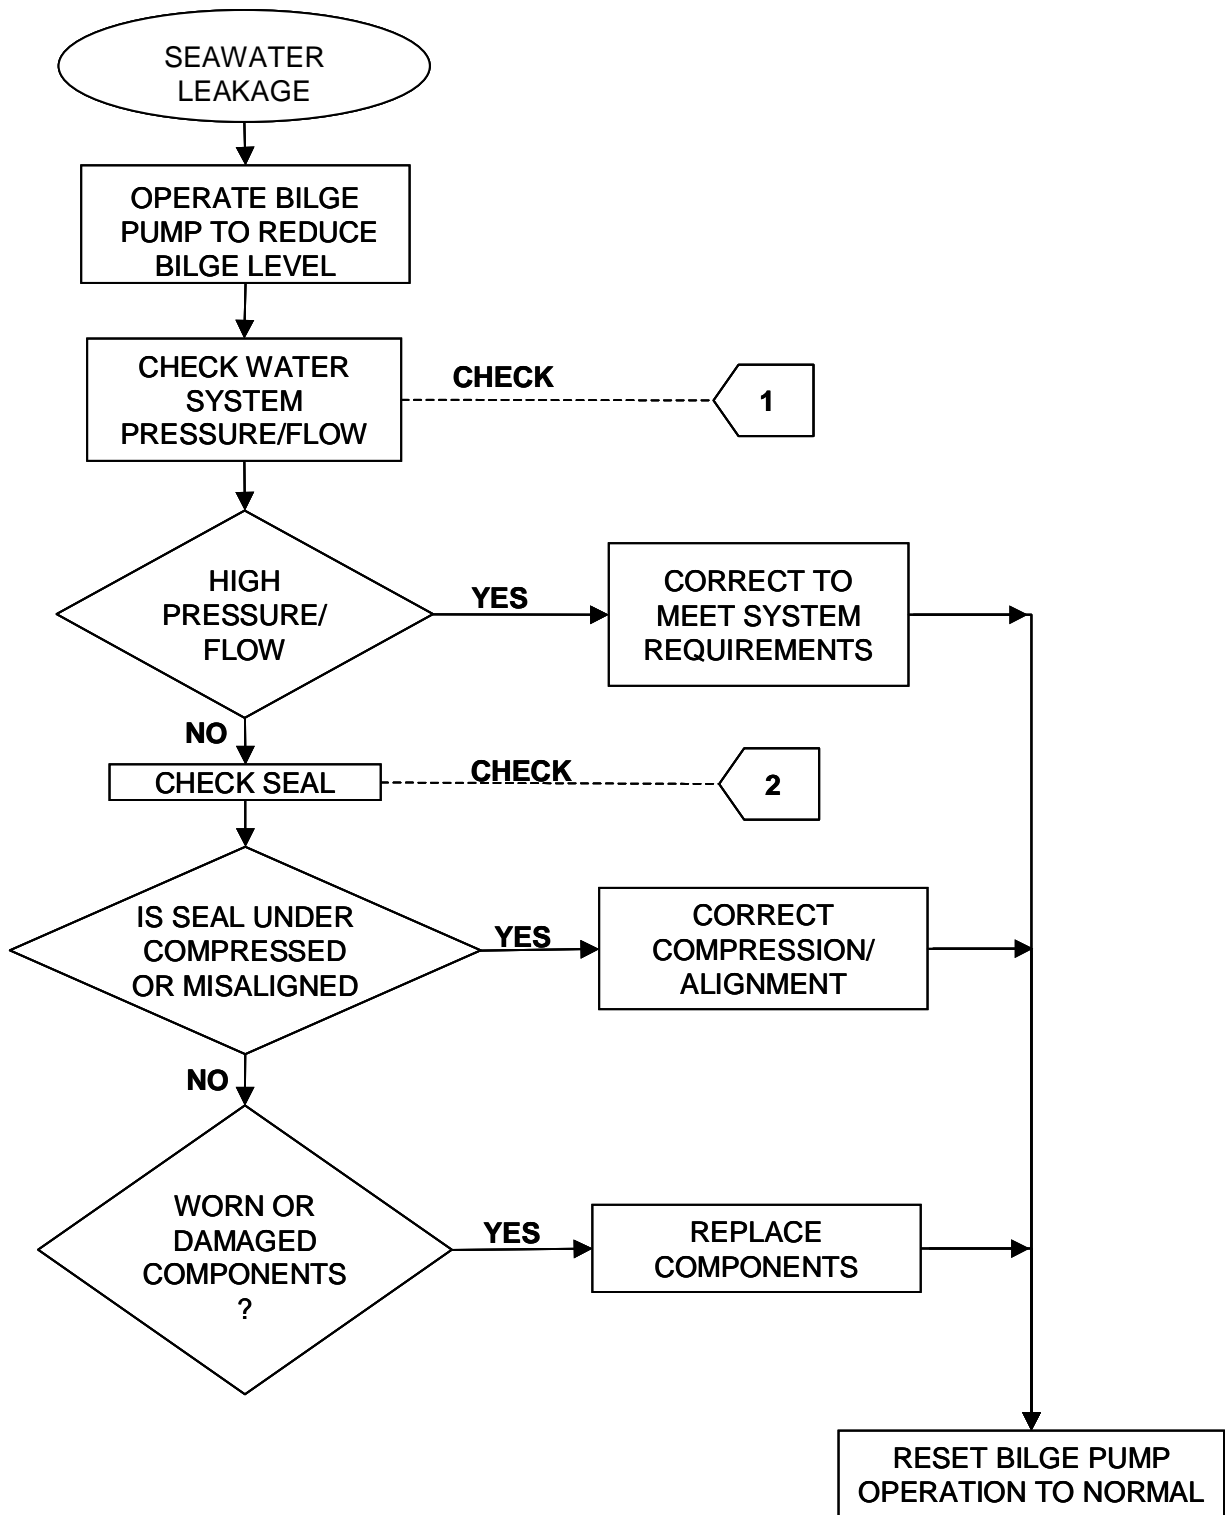 SEAWATER
LEAKAGE
OPERATE BILGE
PUMP TO REDUCE
BILGE LEVEL
CHECK WATER
SYSTEM
PRESSURE/FLOW
CHECK
1
HIGH
PRESSURE/
FLOW
YES
CORRECT TO
MEET SYSTEM
REQUIREMENTS
NO
CHECK SEAL
CHECK
2
IS SEAL UNDER
COMPRESSED
OR MISALIGNED
YES
CORRECT
COMPRESSION/
ALIGNMENT
NO
WORN OR
DAMAGED
COMPONENTS
?
YES
REPLACE
COMPONENTS
RESET BILGE PUMP
OPERATION TO NORMAL